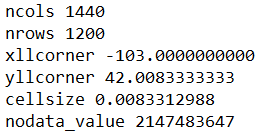 ncols 1440
nrows 1200
xllcorner -103.0000000000
yllcorner 42.0083333333
cellsize 0.0083312988
nodata_value 2147483647